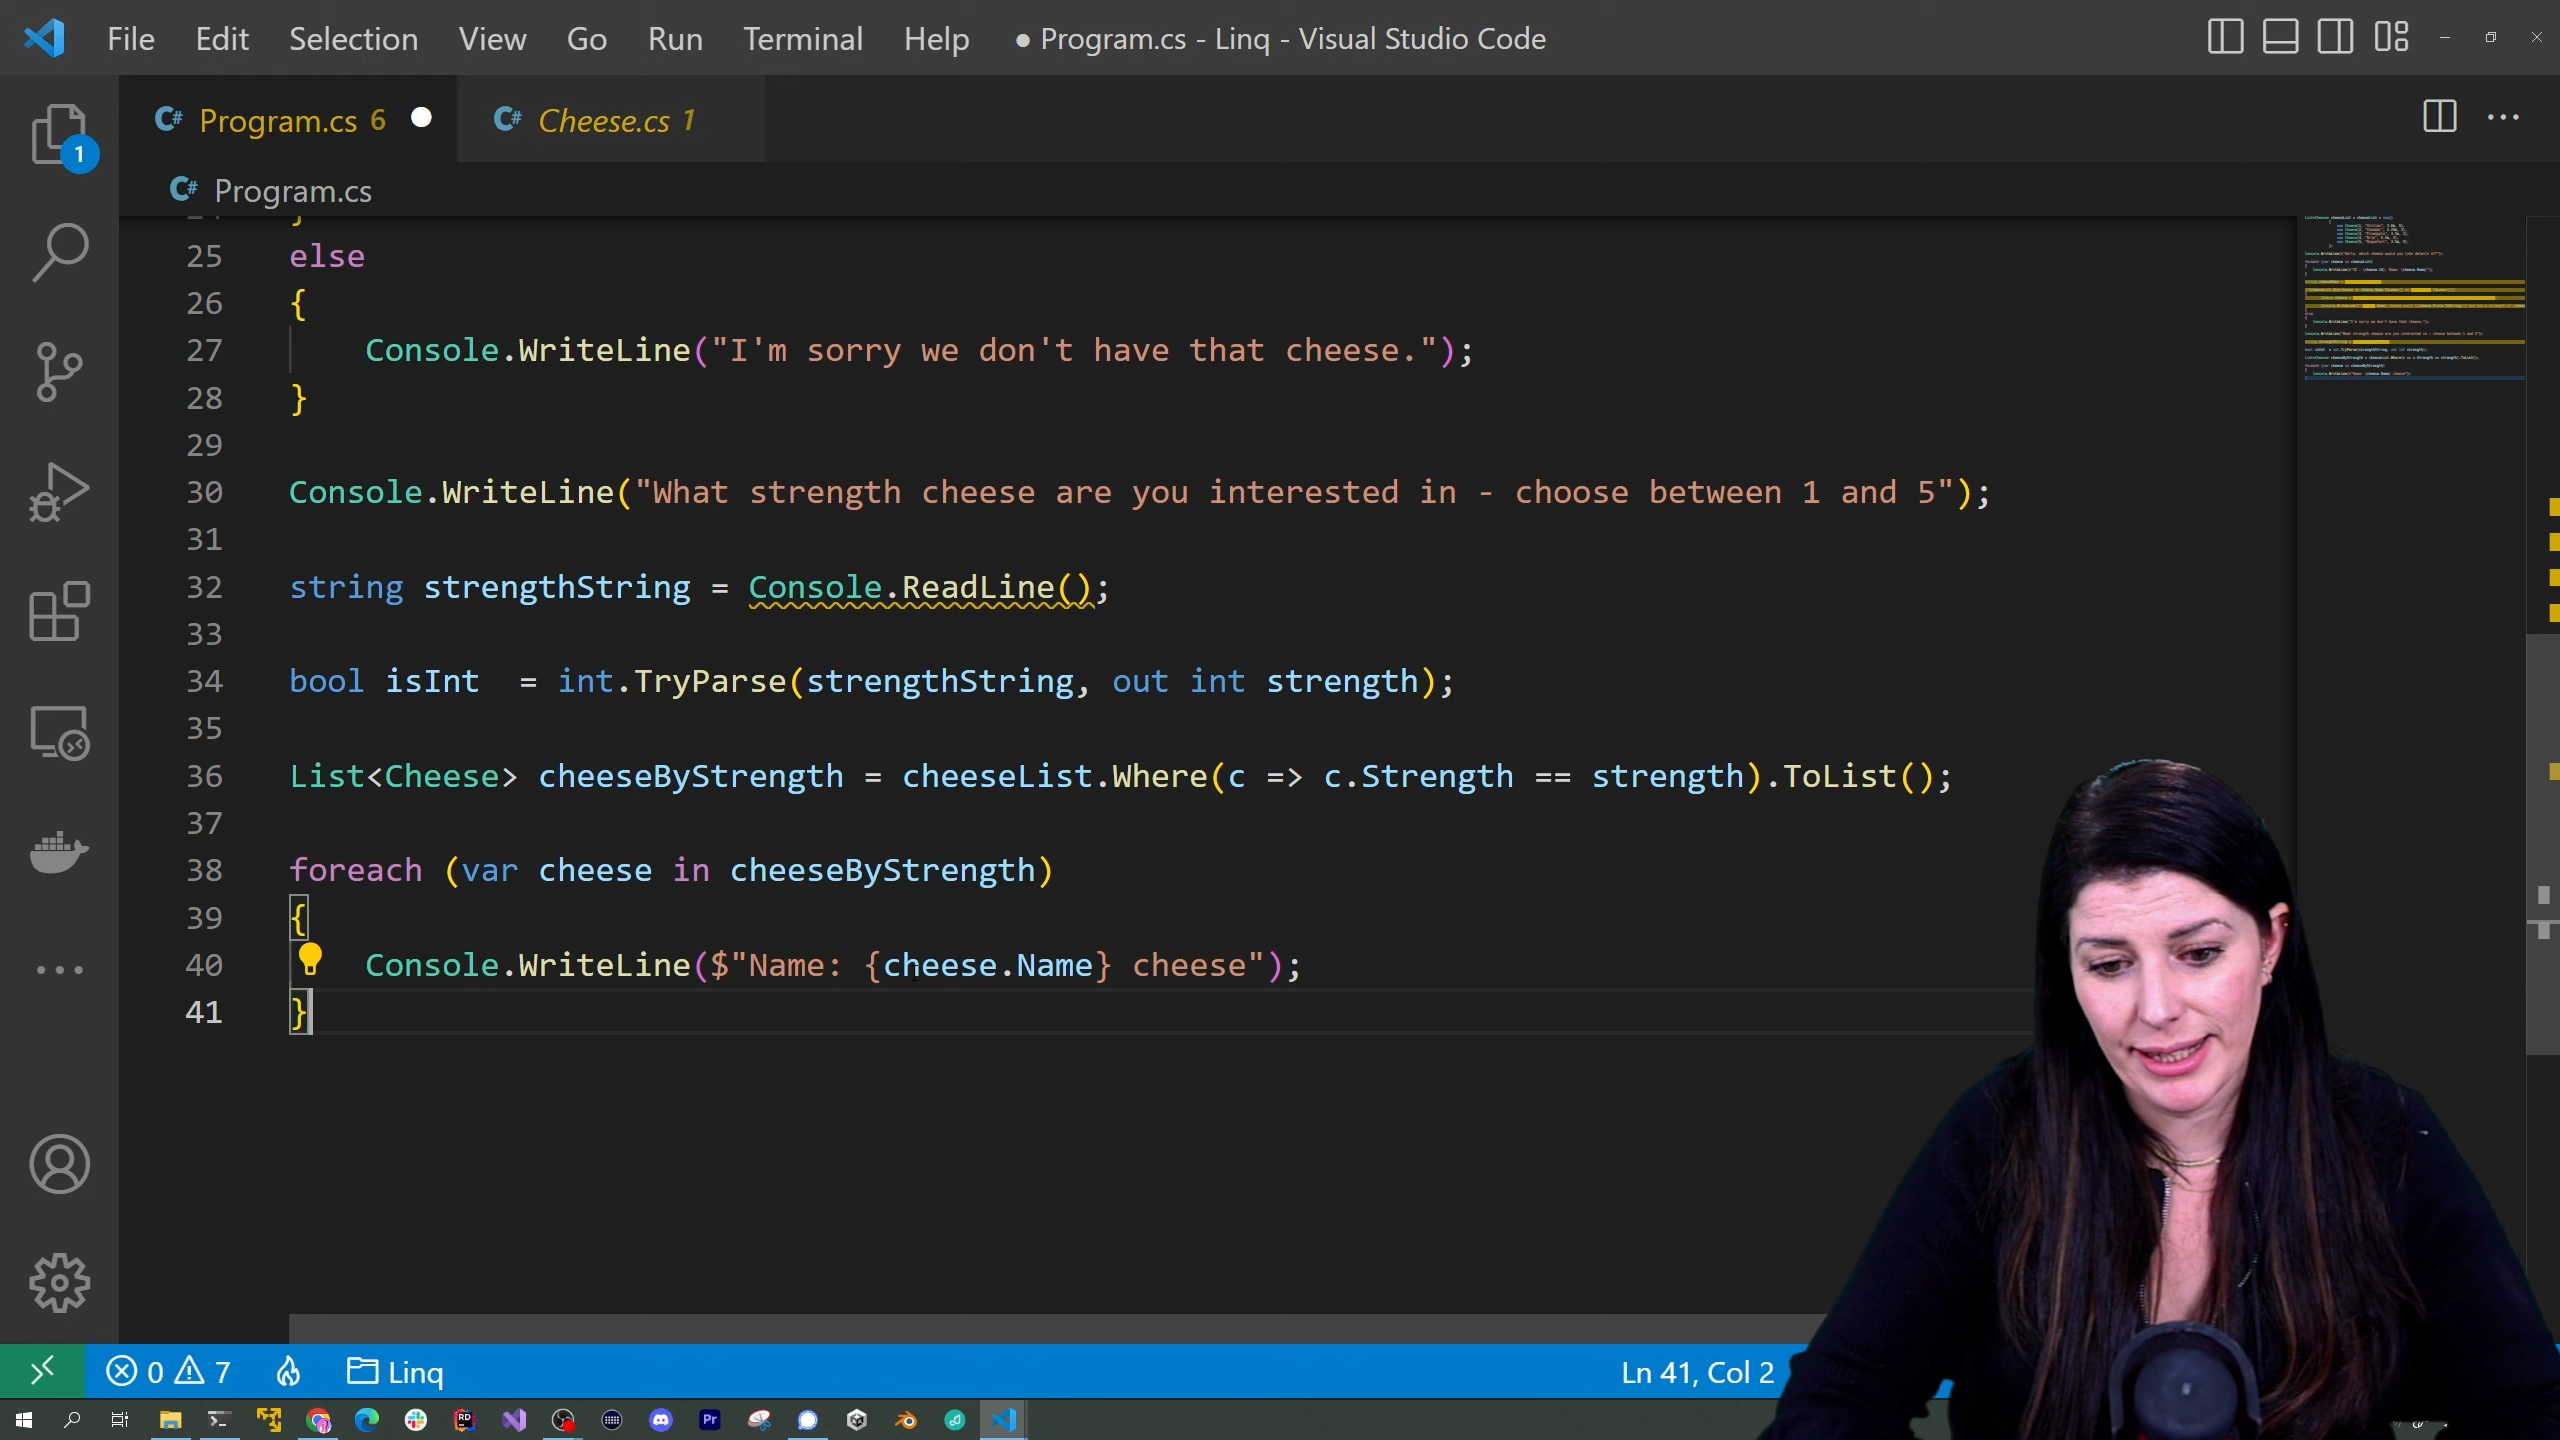 File Edit Selection View Go Run Terminal Help ● Program.cs - Linq - Visual Studio Code
C# Program.cs 6 ● C# Cheese.cs 1
1
C# Program.cs
25 else
26 {
27 Console.WriteLine("I'm sorry we don't have that cheese.");
28 }
29
30 Console.WriteLine("What strength cheese are you interested in - choose between 1 and 5");
31
32 string strengthString = Console.ReadLine();
33
34 bool isInt  = int.TryParse(strengthString, out int strength);
35
36 List<Cheese> cheeseByStrength = cheeseList.Where(c => c.Strength == strength).ToList();
37
38 foreach (var cheese in cheeseByStrength)
39 {
40 Console.WriteLine($"Name: {cheese.Name} cheese");
41 }
0 7 Linq Ln 41, Col 2
RD Pr